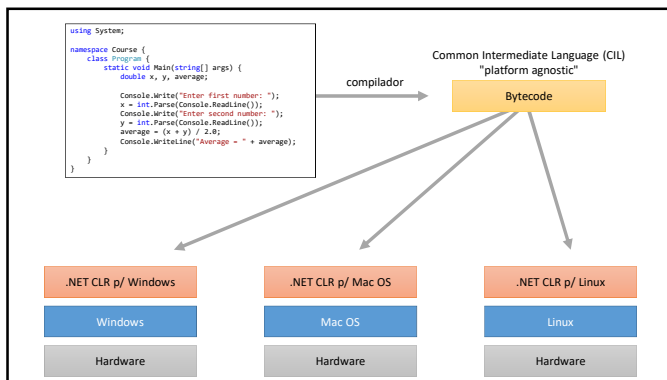 using System;
namespace Course {
class Program {
static void Main(string[] args) {
double x, y, average;
Console.Write("Enter first number: ");
x = int.Parse(Console.ReadLine());
Console.Write("Enter second number: ");
y = int.Parse(Console.ReadLine());
average = (x + y) / 2.0;
Console.WriteLine("Average = " + average);
}
}
}
compilador
Common Intermediate Language (CIL)
"platform agnostic"
Bytecode
.NET CLR p/ Windows
.NET CLR p/ Mac OS
.NET CLR p/ Linux
Windows
Mac OS
Linux
Hardware
Hardware
Hardware